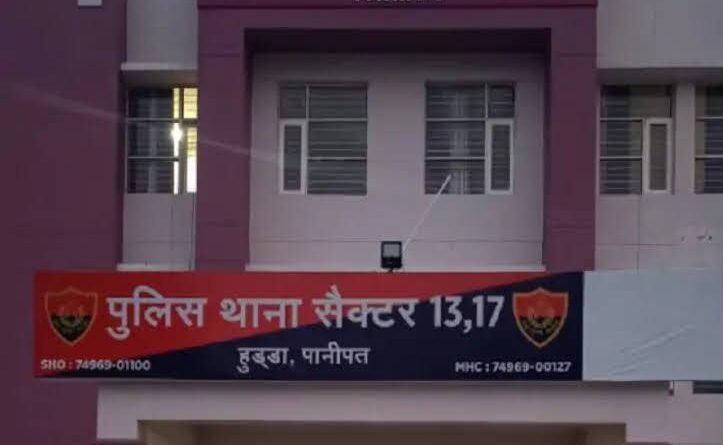 पुलिस थाना सैक्टर 13,17
हुड्डा, पानीपत
SHO : 74969-01100
MHC : 74969-00127